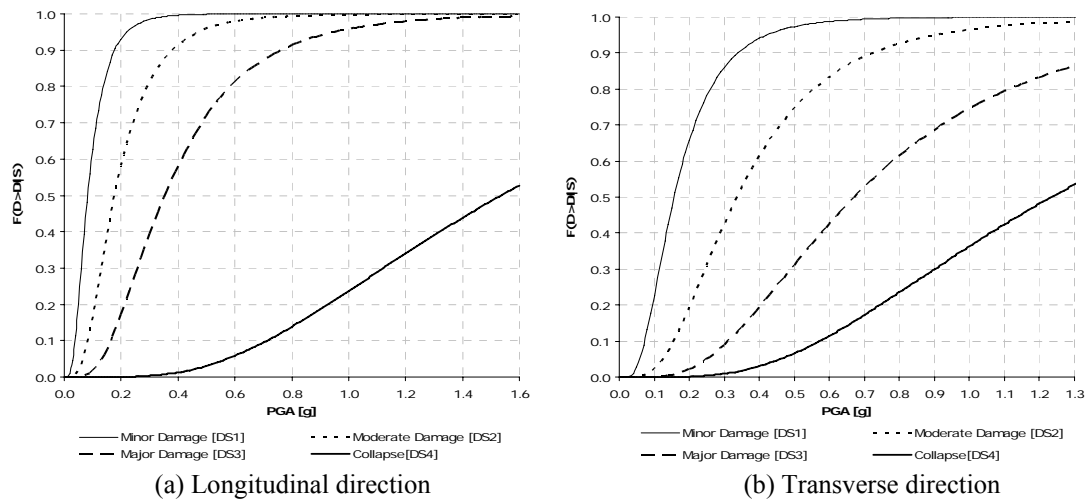 1.0
0.9
0.8
0.7
0.6
0.5
0.4
0.3
0.2
0.1
0.0
F(D>D|S)
0.0 0.2 0.4 0.6 0.8 1.0 1.2 1.4 1.6
PGA [g]
Minor Damage [DS1] Moderate Damage [DS2]
Major Damage [DS3] Collapse[DS4]
(a) Longitudinal direction
1.0
0.9
0.8
0.7
0.6
0.5
0.4
0.3
0.2
0.1
0.0
F(D>D|S)
0.0 0.1 0.2 0.3 0.4 0.5 0.6 0.7 0.8 0.9 1.0 1.1 1.2 1.3
PGA [g]
Minor Damage [DS1] Moderate Damage [DS2]
Major Damage [DS3] Collapse[DS4]
(b) Transverse direction